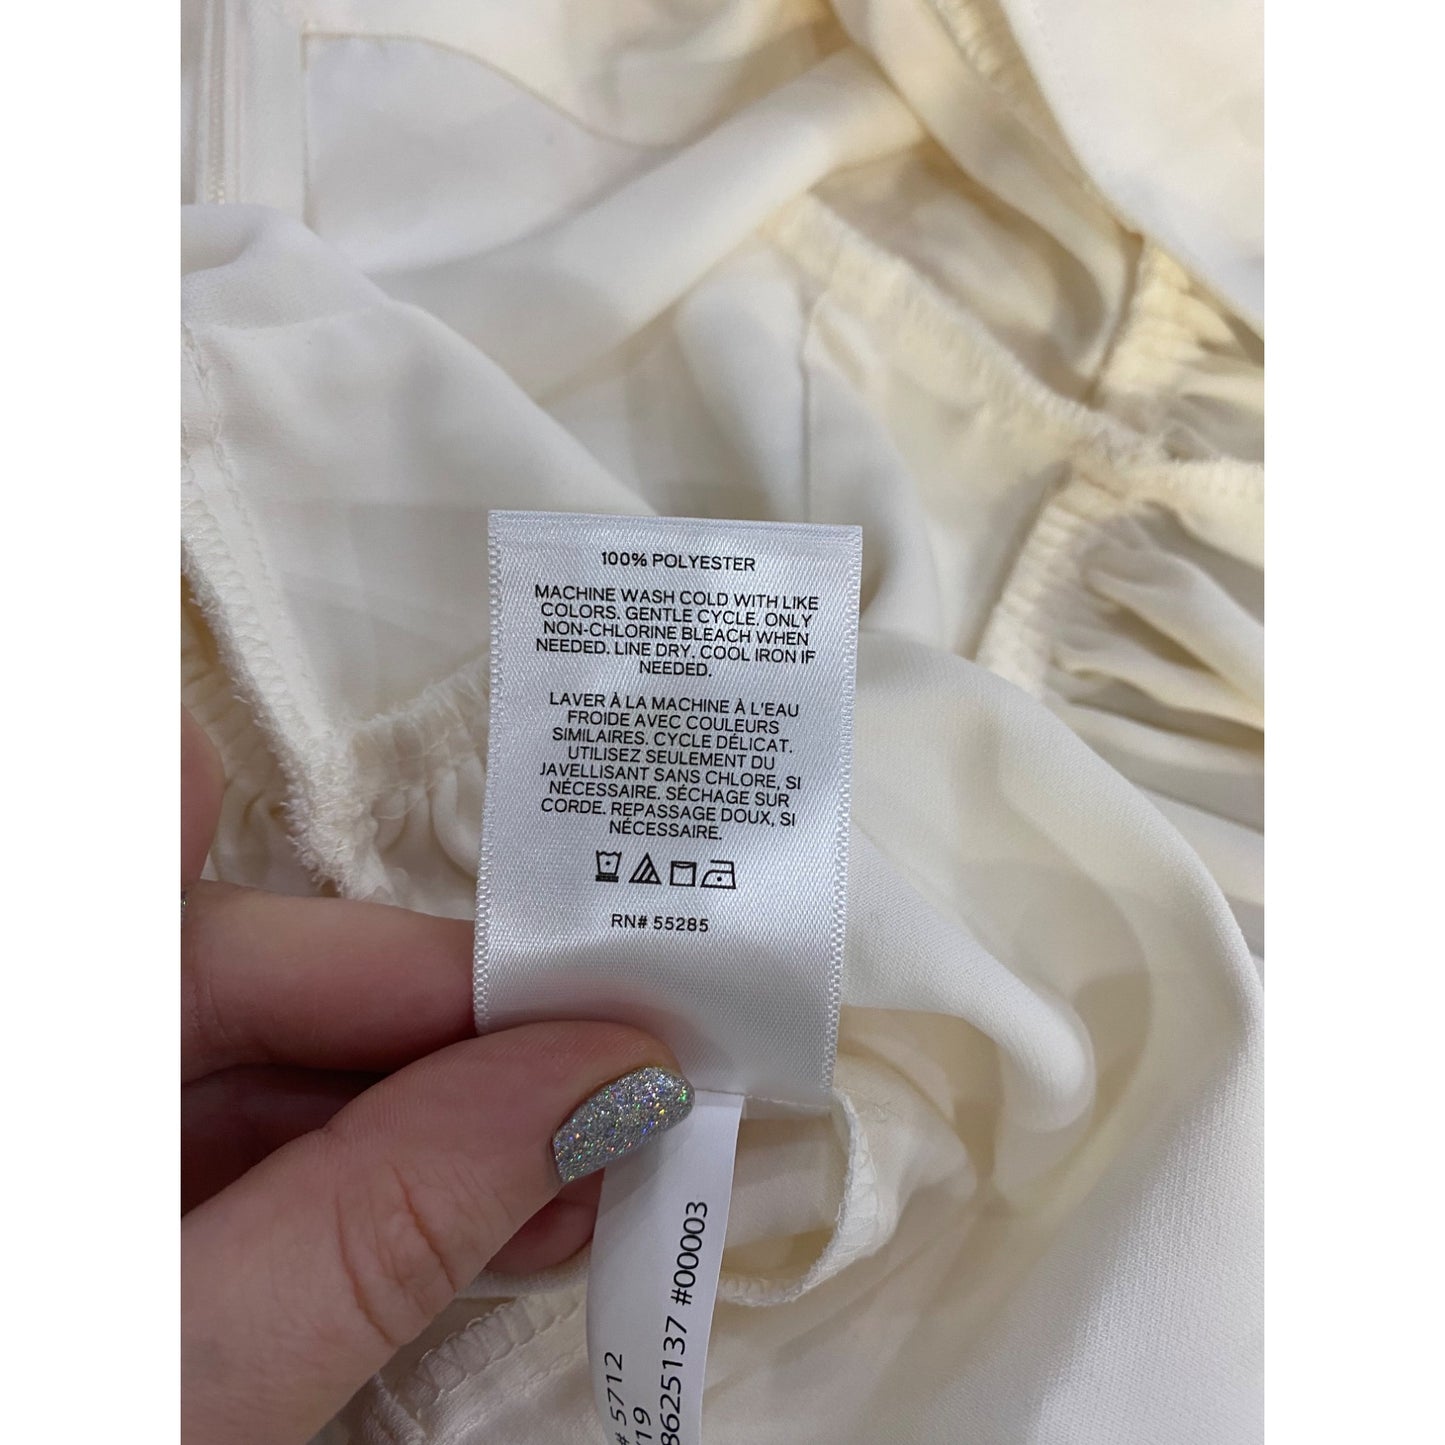 100% POLYESTER
MACHINE WASH COLD WITH LIKE
COLORS. GENTLE CYCLE. ONLY
NON-CHLORINE BLEACH WHEN
NEEDED. LINE DRY. COOL IRON IF
NEEDED.
LAVER À LA MACHINE À L'EAU
FROIDE AVEC COULEURS
SIMILAIRES. CYCLE DÉLICAT.
UTILISEZ SEULEMENT DU
JAVELLISANT SANS CHLORE, SI
NÉCESSAIRE. SÉCHAGE SUR
CORDE. REPASSAGE DOUX, SI
NÉCESSAIRE.
RN# 55285
# 5712
/19
8625137 #00003